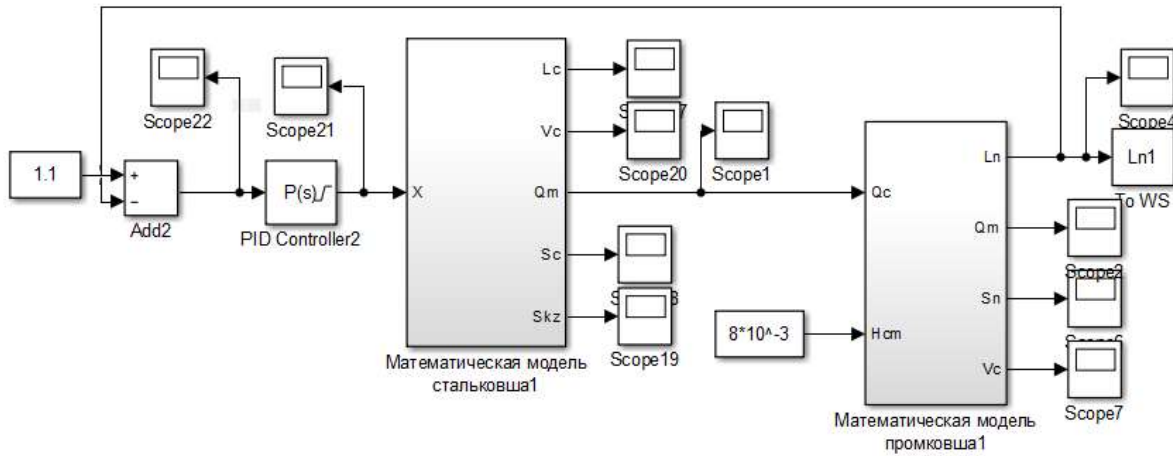 Scope22
Scope21
1.1
+
−
Add2
P(s)
PID Controller2
X
Lc
Vc
Qm
Sc
Skz
Математическая модель
стальковша1
Scope20
Scope1
Scope19
8*10^-3
Qc
Hcm
Ln
Qm
Sn
Vc
Математическая модель
промковша1
Scope4
Ln1
To WS
Scope2
Scope7